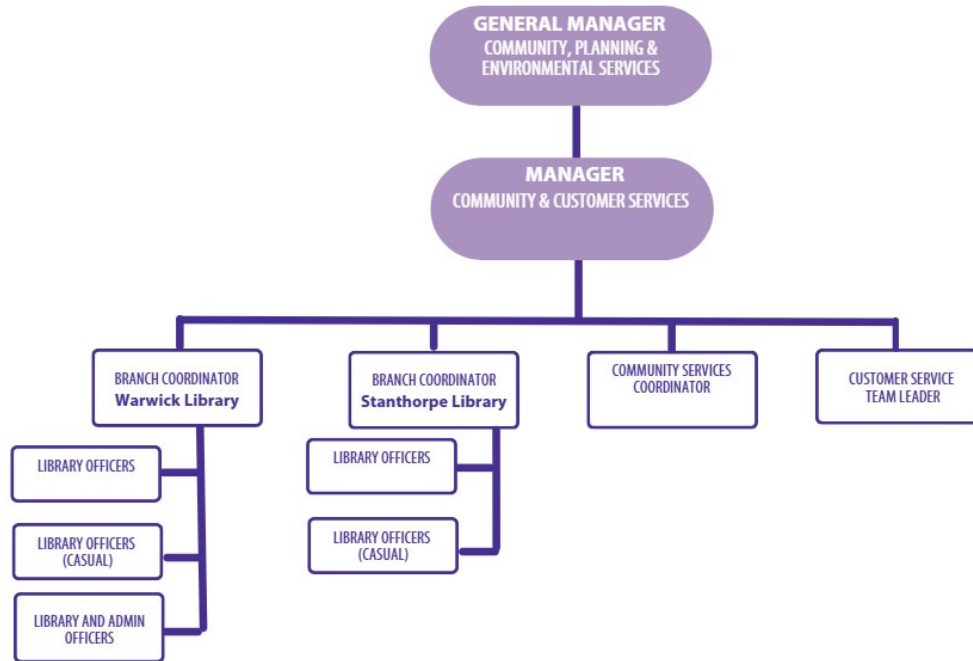 GENERAL MANAGER
COMMUNITY, PLANNING &
ENVIRONMENTAL SERVICES
MANAGER
COMMUNITY & CUSTOMER SERVICES
BRANCH COORDINATOR
Warwick Library
BRANCH COORDINATOR
Stanthorpe Library
COMMUNITY SERVICES
COORDINATOR
CUSTOMER SERVICE
TEAM LEADER
LIBRARY OFFICERS
LIBRARY OFFICERS
(CASUAL)
LIBRARY AND ADMIN
OFFICERS
LIBRARY OFFICERS
LIBRARY OFFICERS
(CASUAL)